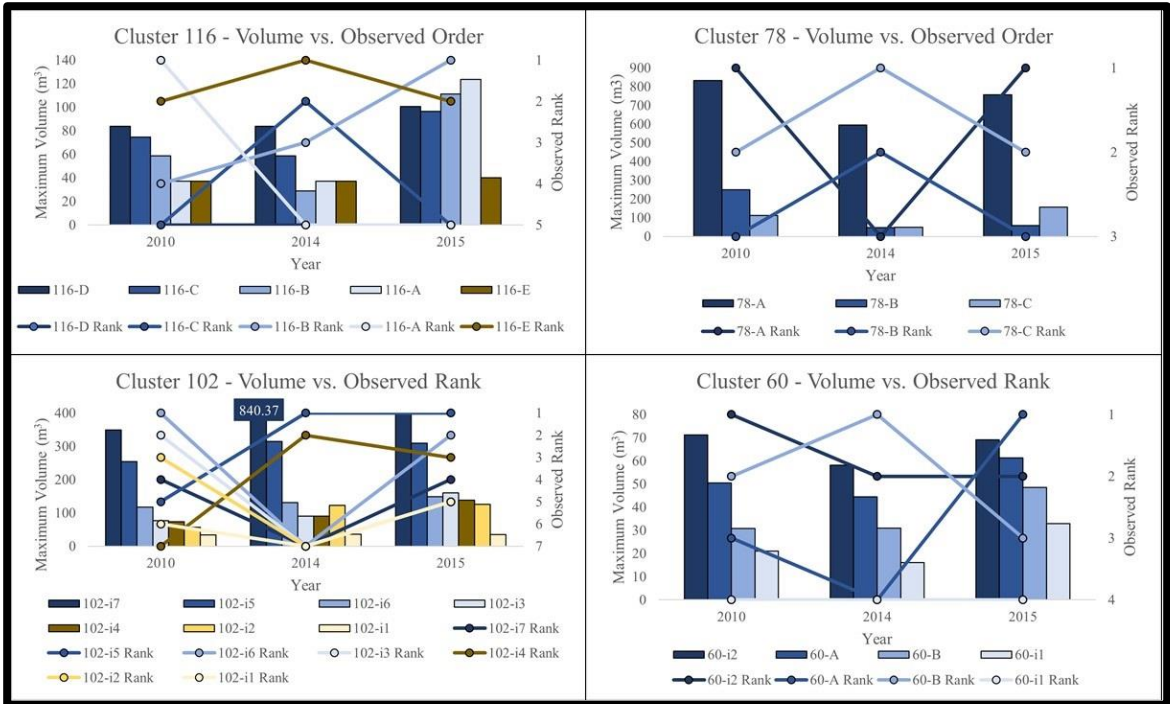 Cluster 116 - Volume vs. Observed Order
Maximum Volume (m³)
140
120
100
80
60
40
20
0
1
2
3
4
5
Observed Rank
2010 2014 2015
Year
116-D 116-C 116-B 116-A 116-E
116-D Rank 116-C Rank 116-B Rank 116-A Rank 116-E Rank
Cluster 78 - Volume vs. Observed Order
Maximum Volume (m3)
900
800
700
600
500
400
300
200
100
0
1
2
3
Observed Rank
2010 2014 2015
Year
78-A 78-B 78-C
78-A Rank 78-B Rank 78-C Rank
Cluster 102 - Volume vs. Observed Rank
Maximum Volume (m³)
400
300
200
100
0
840.37
1
2
3
4
5
6
7
Observed Rank
2010 2014 2015
102-i7 102-i5 102-i6 102-i3
102-i4 102-i2 102-i1 102-i7 Rank
102-i5 Rank 102-i6 Rank 102-i3 Rank 102-i4 Rank
102-i2 Rank 102-i1 Rank
Cluster 60 - Volume vs. Observed Rank
Maximum Volume (m³)
80
70
60
50
40
30
20
10
0
1
2
3
4
Observed Rank
2010 2014 2015
Year
60-i2 60-A 60-B 60-i1
60-i2 Rank 60-A Rank 60-B Rank 60-i1 Rank